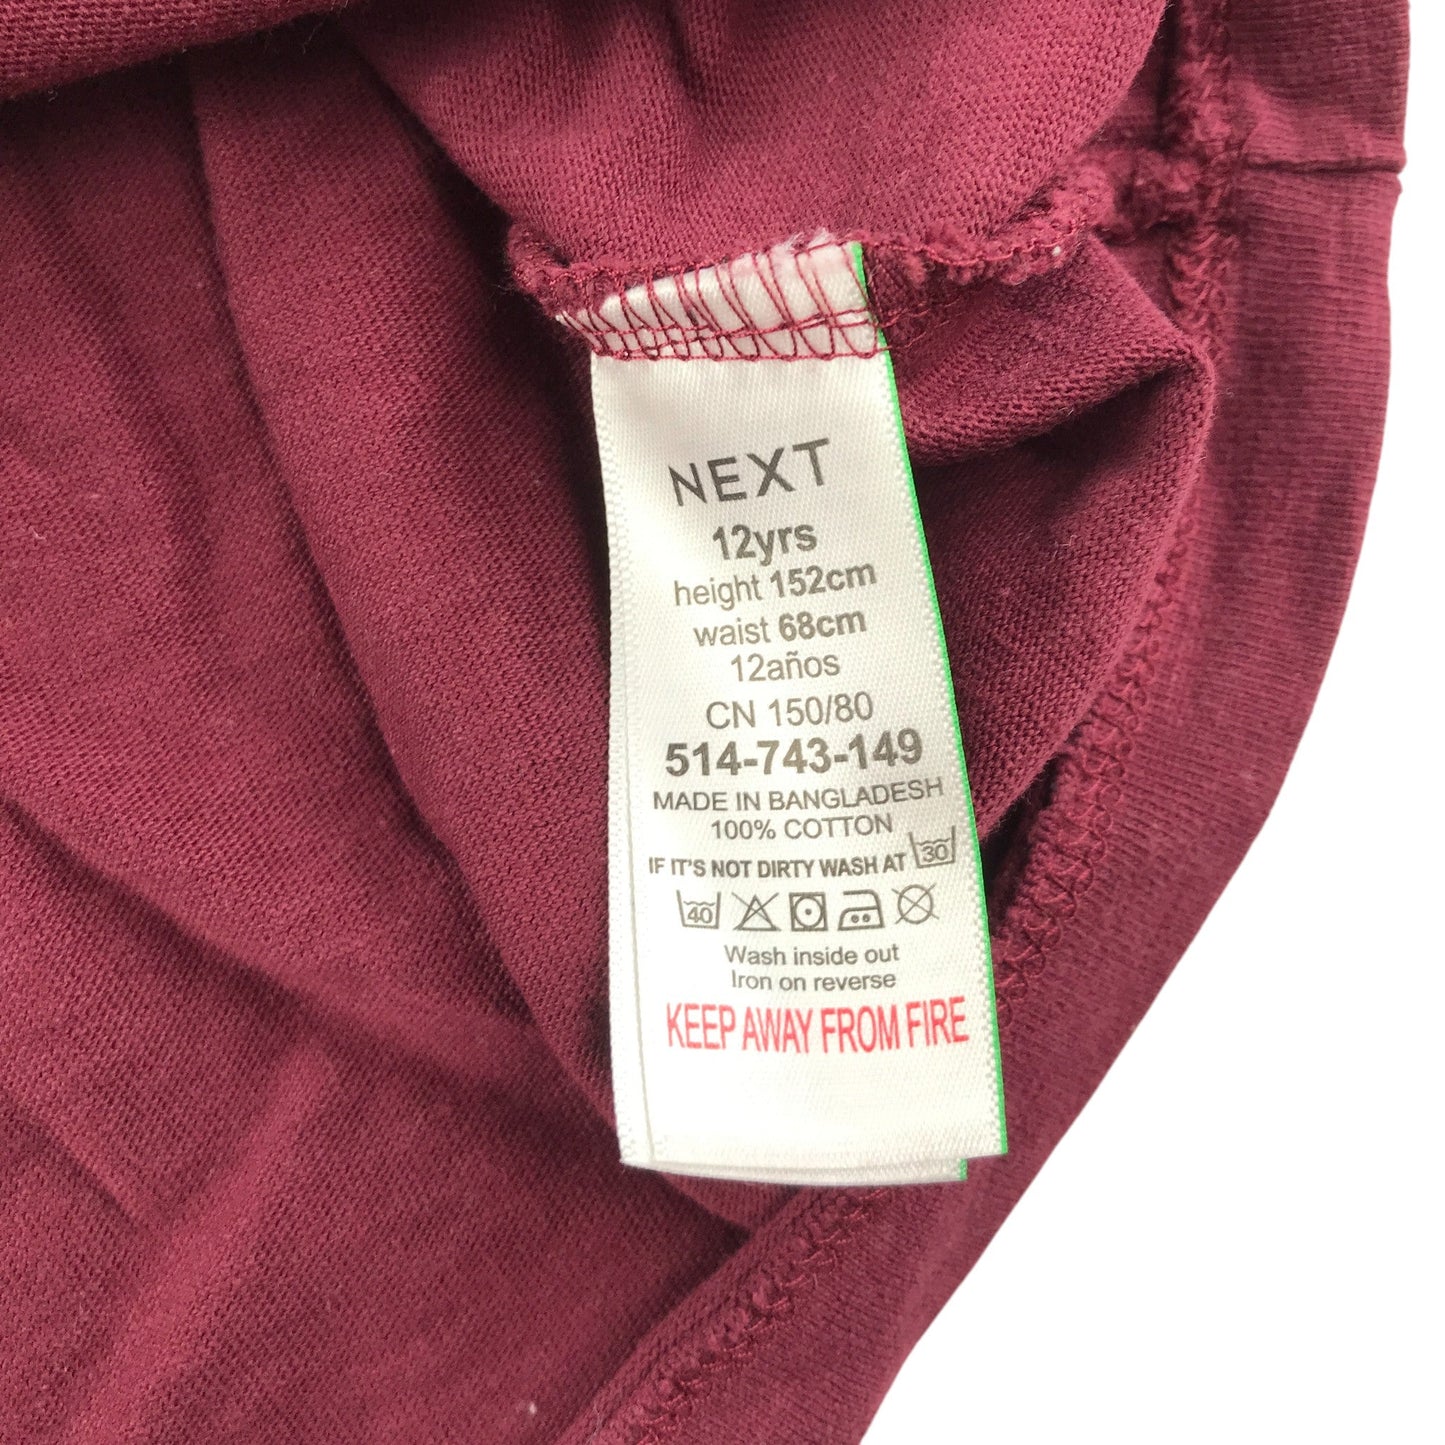 NEXT
12yrs
height 152cm
waist 68cm
12años
CN 150/80
514-743-149
MADE IN BANGLADESH
100% COTTON
IF IT'S NOT DIRTY WASH AT 30
40
Wash inside out
Iron on reverse
KEEP AWAY FROM FIRE